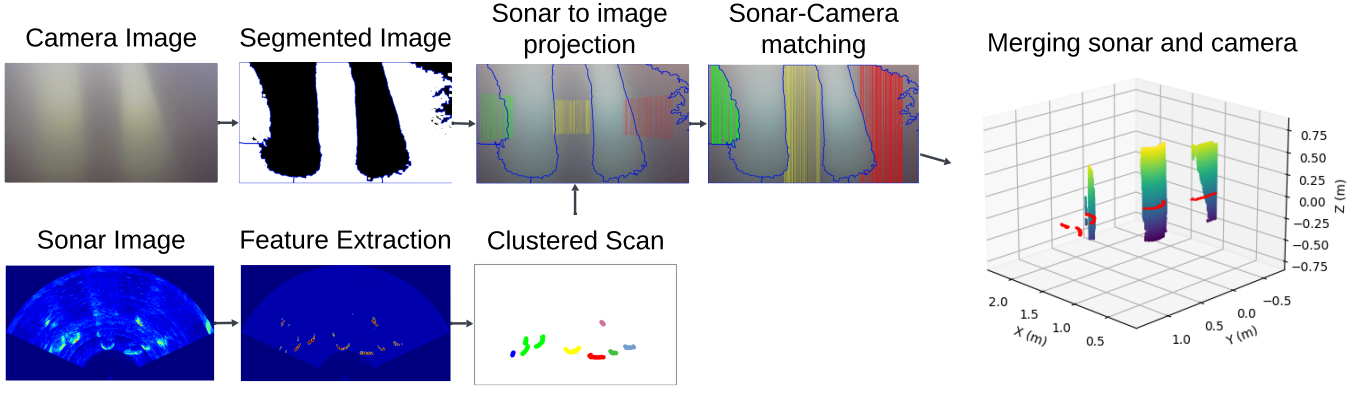 Camera Image
Segmented Image
Sonar to image
projection
Sonar-Camera
matching
Merging sonar and camera
Sonar Image
Feature Extraction
Clustered Scan
0.75
0.50
0.25
0.00
−0.25
−0.50
−0.75
Z (m)
2.0
1.5
1.0
0.5
X (m)
1.0
0.5
0.0
−0.5
Y (m)